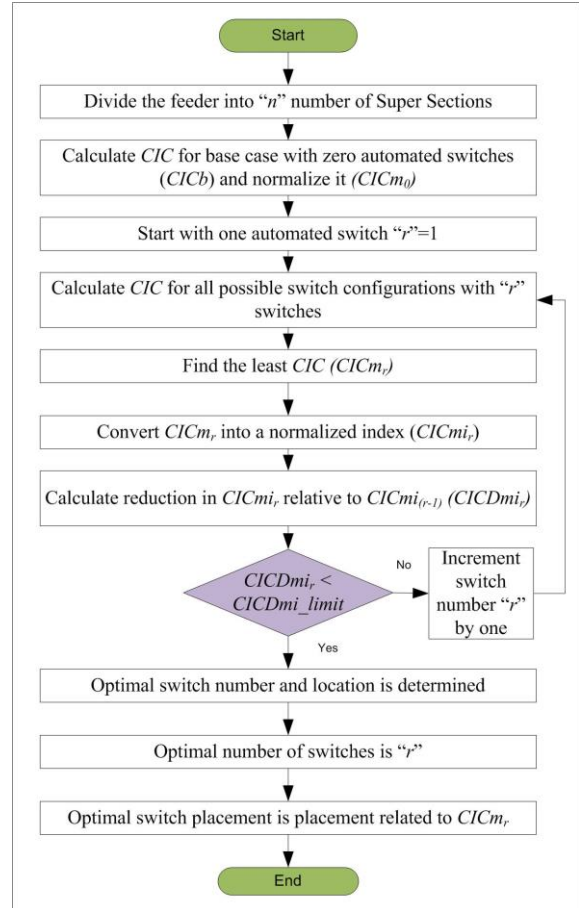 Start
Divide the feeder into “n” number of Super Sections
Calculate CIC for base case with zero automated switches
(CICb) and normalize it (CICm₀)
Start with one automated switch “r”=1
Calculate CIC for all possible switch configurations with “r”
switches
Find the least CIC (CICmᵣ)
Convert CICmᵣ into a normalized index (CICmiᵣ)
Calculate reduction in CICmiᵣ relative to CICmi₍ᵣ₋₁₎ (CICDmiᵣ)
CICDmiᵣ <
CICDmi_limit
No
Increment
switch
number “r”
by one
Yes
Optimal switch number and location is determined
Optimal number of switches is “r”
Optimal switch placement is placement related to CICmᵣ
End